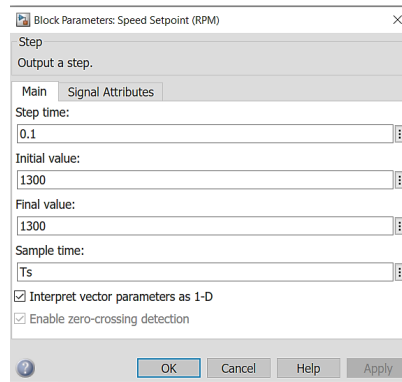 Block Parameters: Speed Setpoint (RPM)
Step
Output a step.
Main Signal Attributes
Step time:
0.1
Initial value:
1300
Final value:
1300
Sample time:
Ts
Interpret vector parameters as 1-D
Enable zero-crossing detection
OK Cancel Help Apply